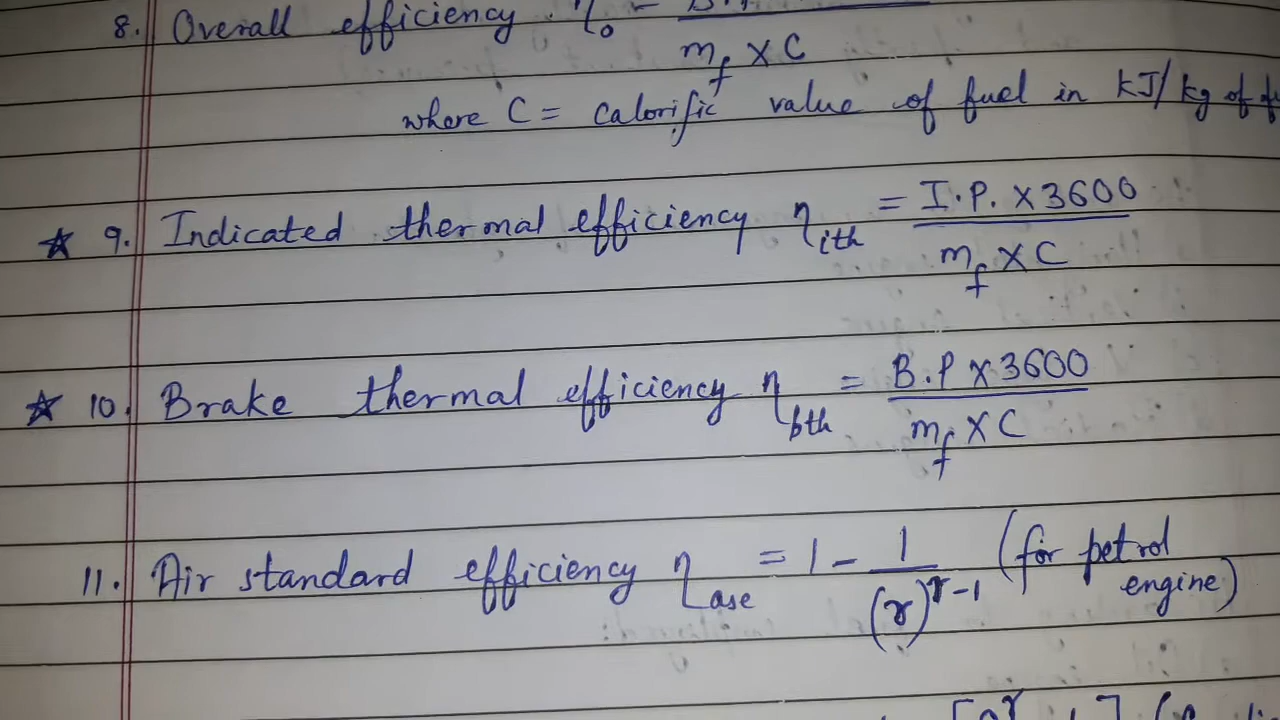 8. Overall efficiency η₀ =
m_f × C
where C = calorific value of fuel in kJ/kg of
☆ 9. Indicated thermal efficiency η_ith = I.P. × 3600 / m_f × C
☆ 10. Brake thermal efficiency η_bth = B.P × 3600 / m_f × C
11. Air standard efficiency η_ase = 1 - 1 / (r)^γ-1 (for petrol engine)